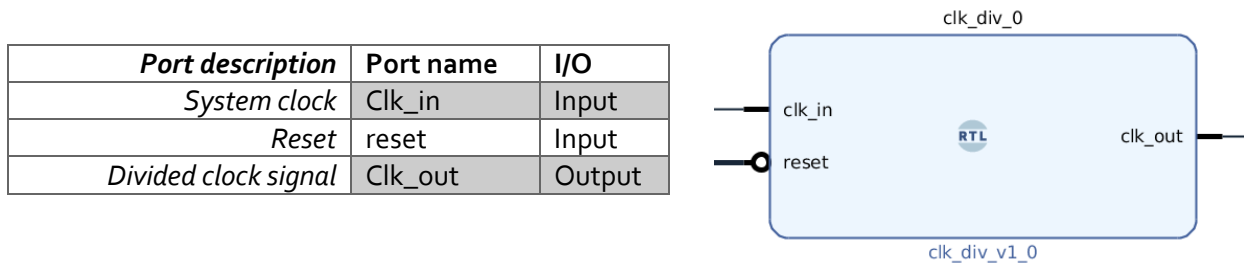 Port description Port name I/O
System clock Clk_in Input
Reset reset Input
Divided clock signal Clk_out Output
clk_div_0
clk_in
RTL
clk_out
reset
clk_div_v1_0